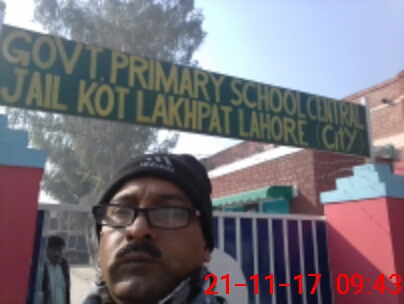 GOVT. PRIMARY SCHOOL CENTRAL
JAIL KOT LAKHPAT LAHORE (CITY)
21-11-17 09:43